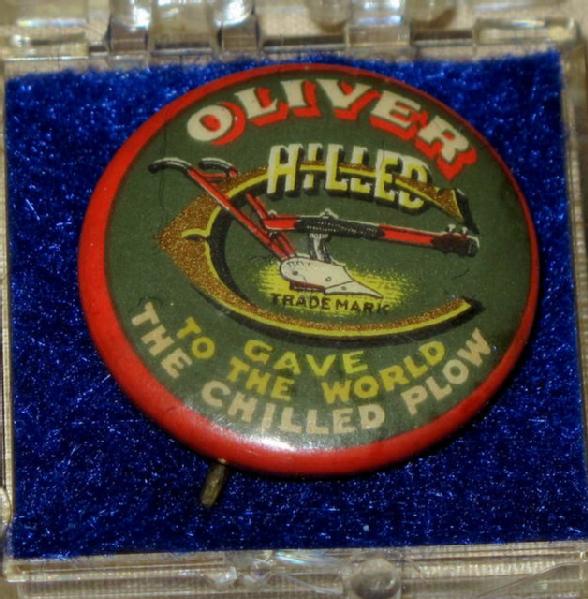 OLIVER
CHILLED
TRADE MARK
GAVE
TO THE WORLD
THE CHILLED PLOW